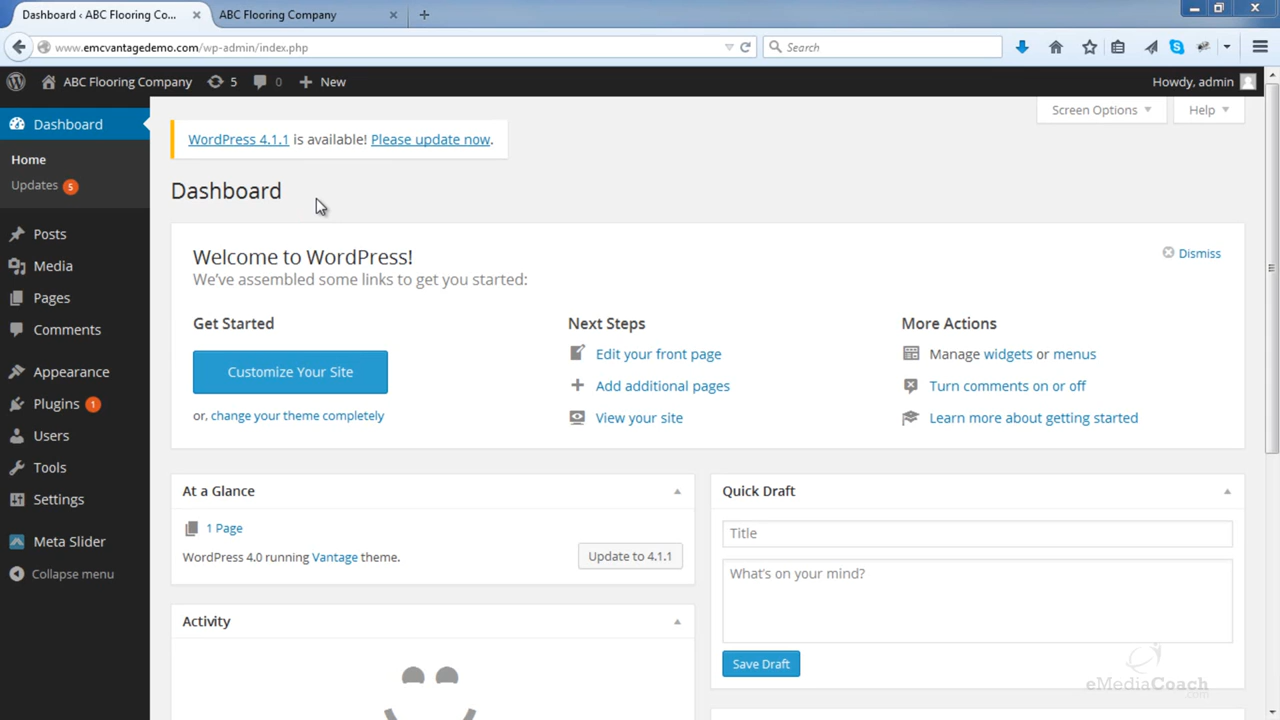 Dashboard ‹ ABC Flooring Co...
ABC Flooring Company
www.emcvantagedemo.com/wp-admin/index.php
Search
ABC Flooring Company
5
0
New
Howdy, admin
Dashboard
Home
Updates 5
Posts
Media
Pages
Comments
Appearance
Plugins 1
Users
Tools
Settings
Meta Slider
Collapse menu
Screen Options
Help
WordPress 4.1.1 is available! Please update now.
Dashboard
Welcome to WordPress!
We've assembled some links to get you started:
Dismiss
Get Started
Customize Your Site
or, change your theme completely
Next Steps
Edit your front page
Add additional pages
View your site
More Actions
Manage widgets or menus
Turn comments on or off
Learn more about getting started
At a Glance
1 Page
WordPress 4.0 running Vantage theme.
Update to 4.1.1
Activity
Quick Draft
Title
What's on your mind?
Save Draft
eMediaCoach
.com